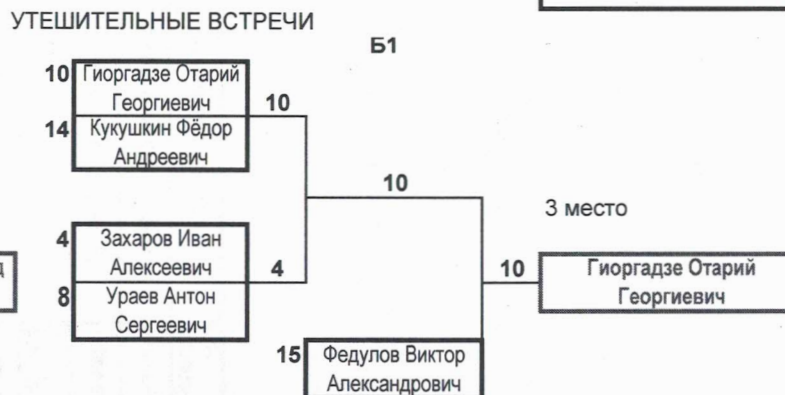 УТЕШИТЕЛЬНЫЕ ВСТРЕЧИ
Б1
10 Гиоргадзе Отарий
Георгиевич
10
14 Кукушкин Фёдор
Андреевич
10
3 место
4 Захаров Иван
Алексеевич
4
8 Ураев Антон
Сергеевич
10
Гиоргадзе Отарий
Георгиевич
15 Федулов Виктор
Александрович